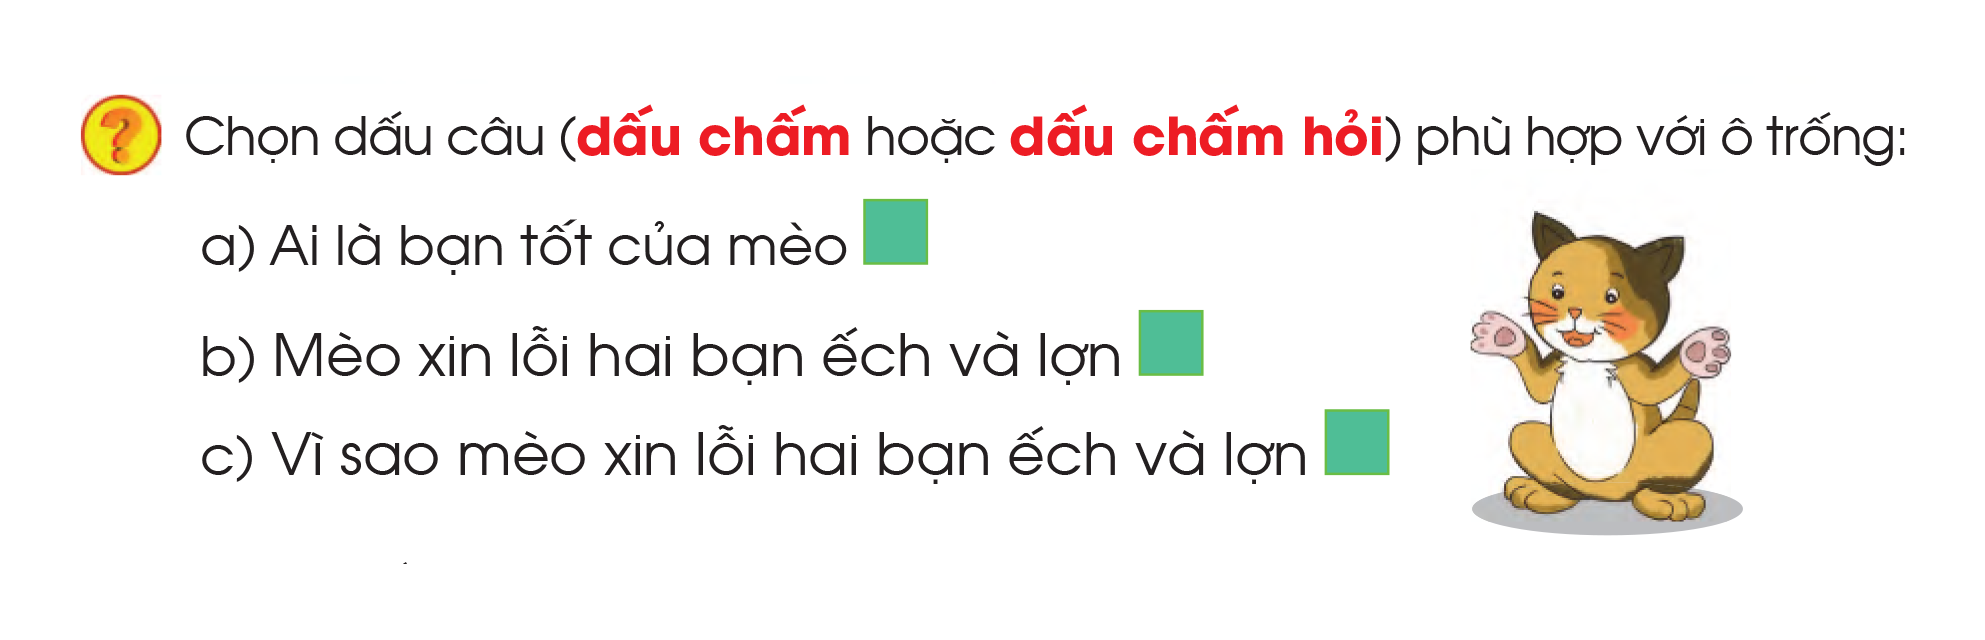 ? Chọn dấu câu (dấu chấm hoặc dấu chấm hỏi) phù hợp với ô trống:
a) Ai là bạn tốt của mèo
b) Mèo xin lỗi hai bạn ếch và lợn
c) Vì sao mèo xin lỗi hai bạn ếch và lợn